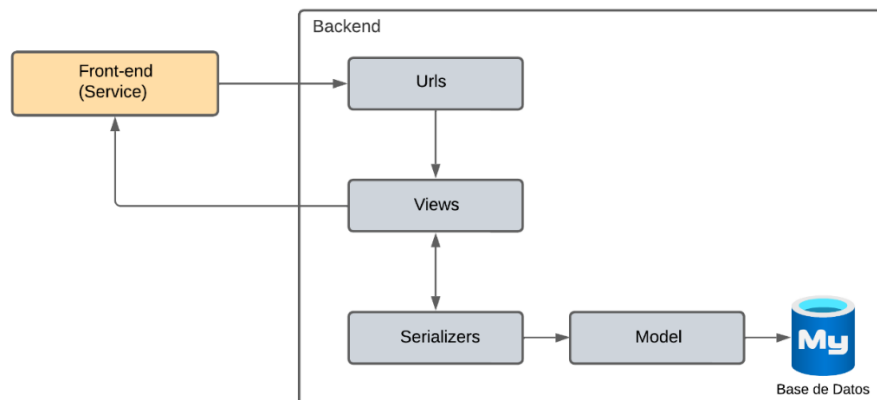 Backend
Front-end
(Service)
Urls
Views
Serializers
Model
My
Base de Datos